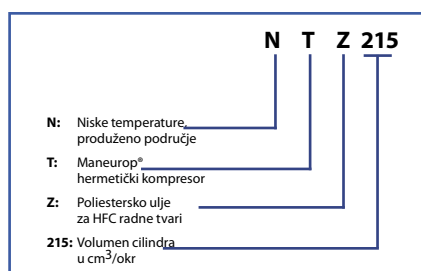 N T Z 215
N: Niske temperature,
produženo područje
T: Maneurop®
hermetički kompresor
Z: Poliestersko ulje
za HFC radne tvari
215: Volumen cilindra
u cm³/okr